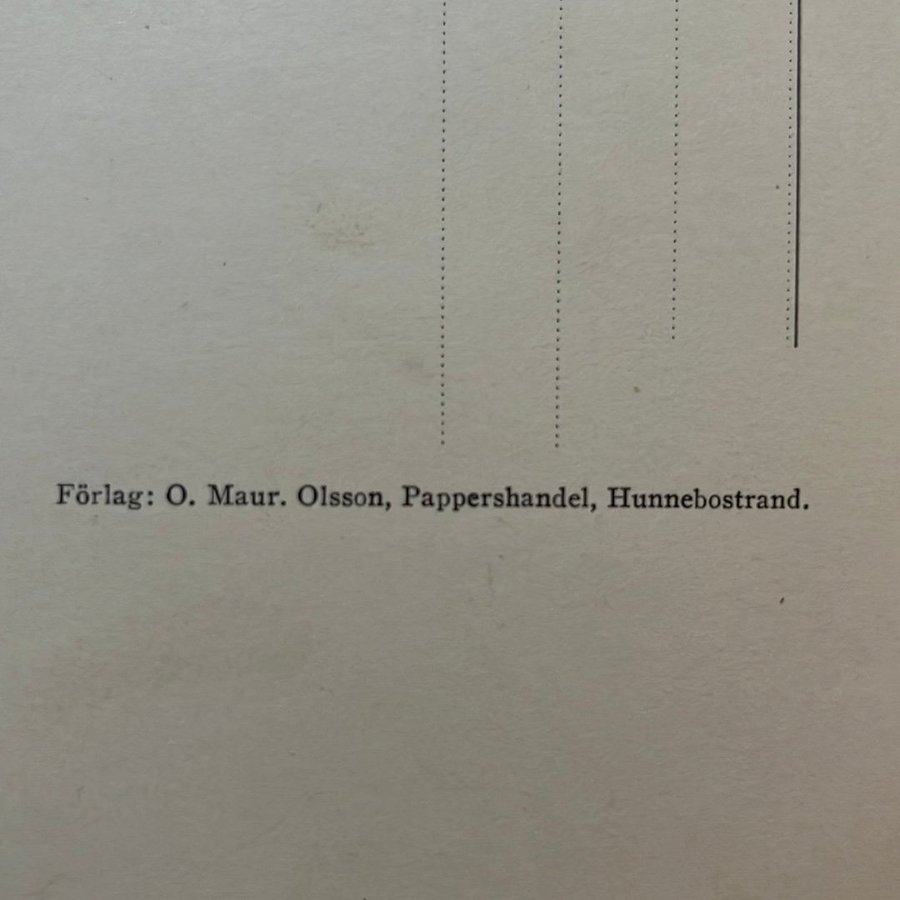 Förlag: O. Maur. Olsson, Pappershandel, Hunnebostrand.